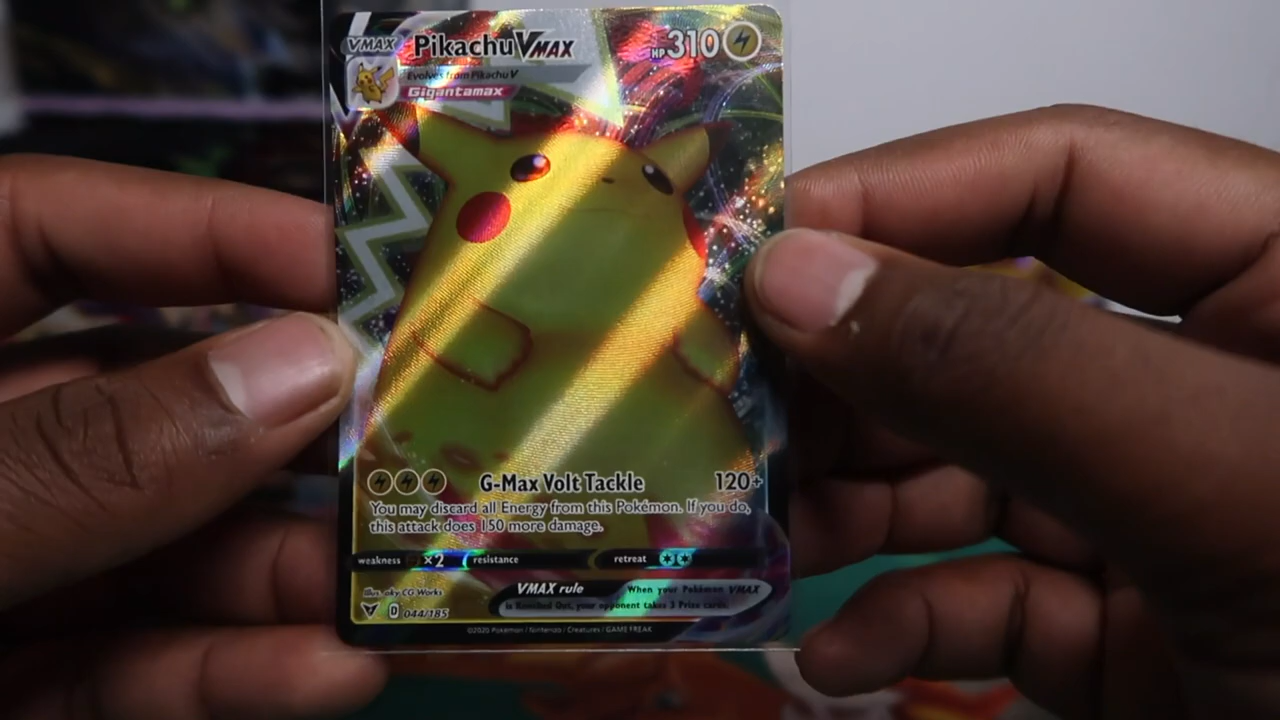 VMAX Pikachu VMAX HP 310
Evolves from Pikachu V
Gigantamax
G-Max Volt Tackle 120+
You may discard all Energy from this Pokémon. If you do,
this attack does 150 more damage.
weakness ×2 resistance retreat
Illus. aky CG Works
VMAX rule When your Pokémon VMAX
is Knocked Out, your opponent takes 3 Prize cards.
D 044/185
©2020 Pokémon / Nintendo / Creatures / GAME FREAK